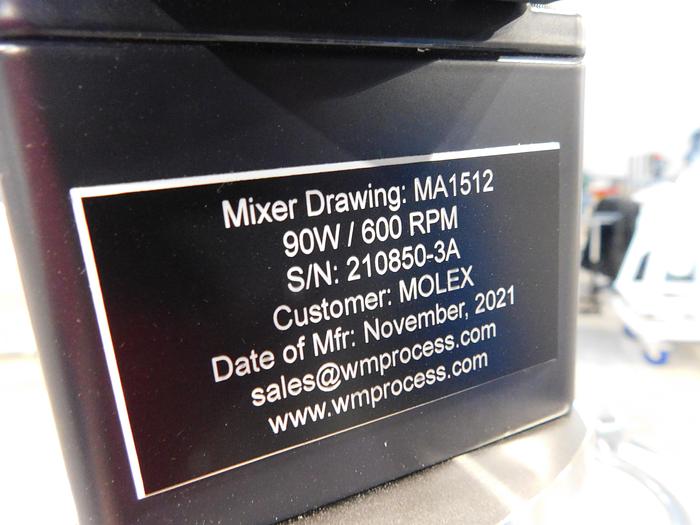 Mixer Drawing: MA1512
90W / 600 RPM
S/N: 210850-3A
Customer: MOLEX
Date of Mfr: November, 2021
sales@wmprocess.com
www.wmprocess.com